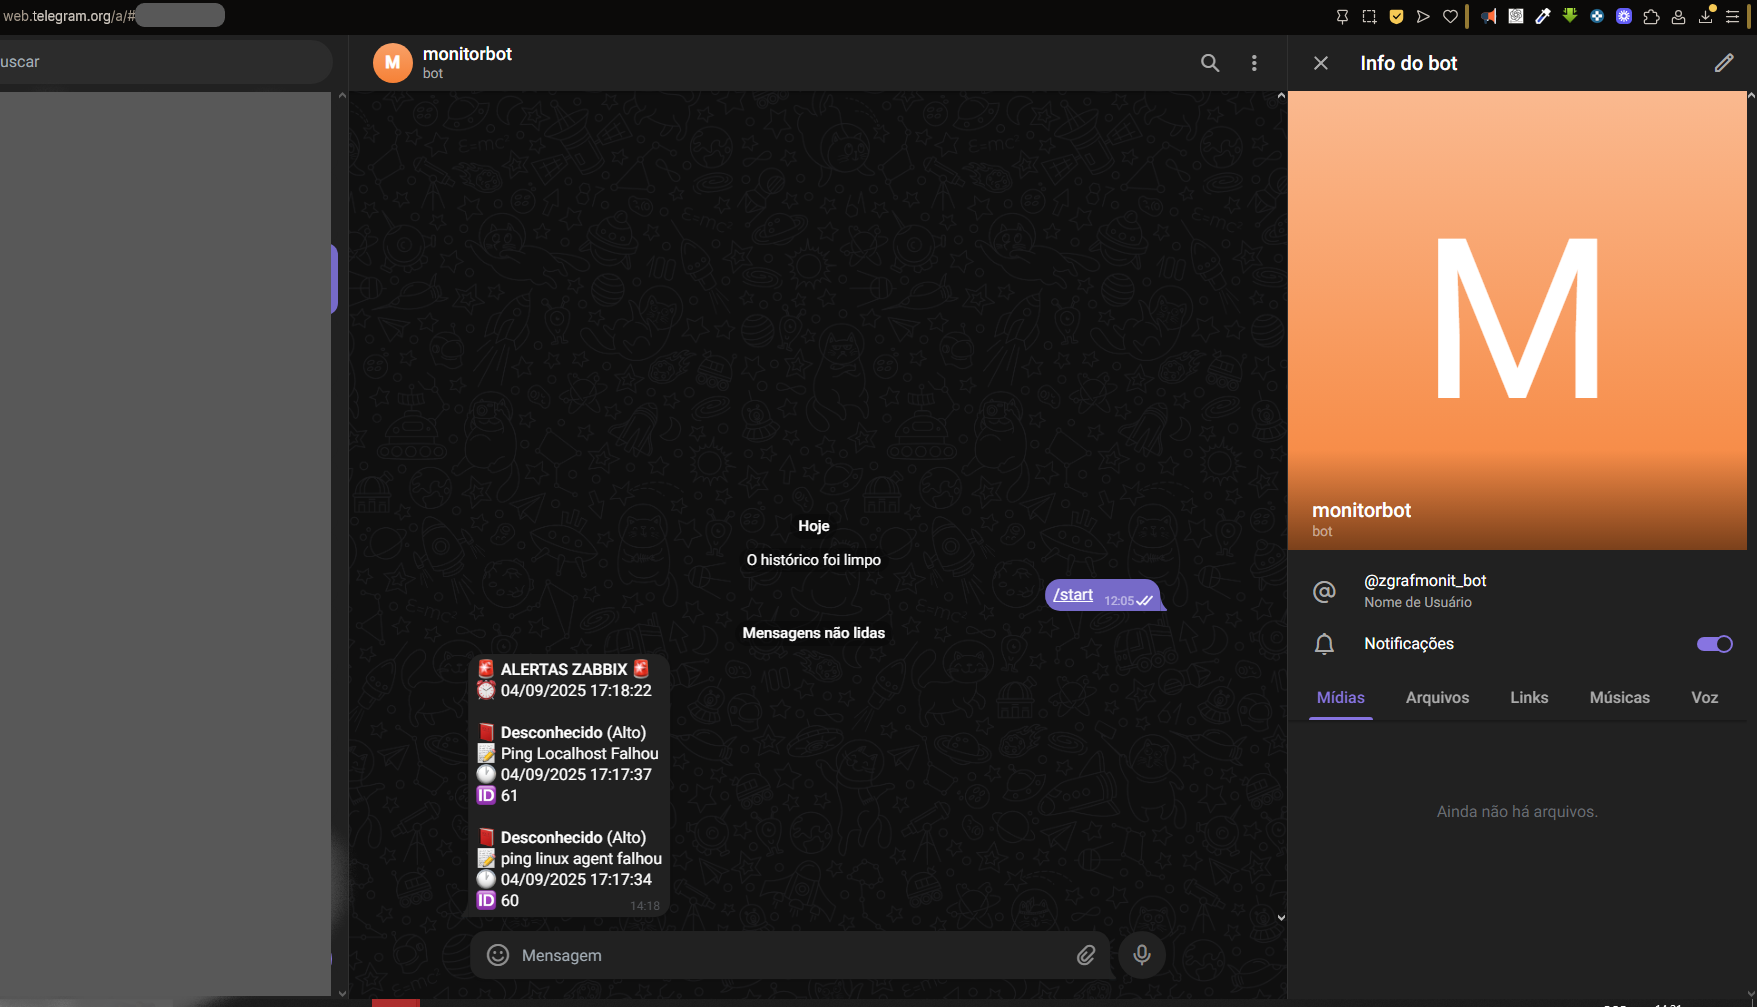 web.telegram.org/a/#
uscar
M
monitorbot
bot
Hoje
O histórico foi limpo
/start 12:05
Mensagens não lidas
🚨 ALERTAS ZABBIX 🚨
⏰ 04/09/2025 17:18:22
📕 Desconhecido (Alto)
📝 Ping Localhost Falhou
🕐 04/09/2025 17:17:37
🆔 61
📕 Desconhecido (Alto)
📝 ping linux agent falhou
🕐 04/09/2025 17:17:34
🆔 60
14:18
Mensagem
Info do bot
M
monitorbot
bot
@zgrafmonit_bot
Nome de Usuário
Notificações
Mídias Arquivos Links Músicas Voz
Ainda não há arquivos.